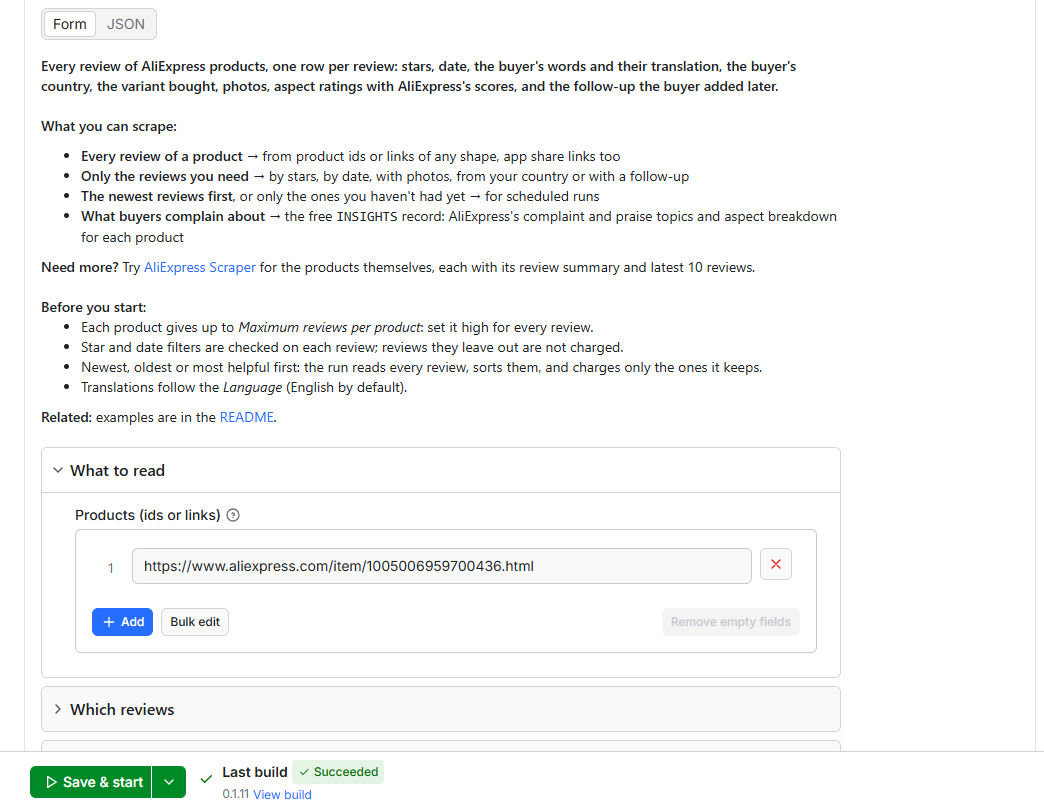 Form JSON
Every review of AliExpress products, one row per review: stars, date, the buyer's words and their translation, the buyer's
country, the variant bought, photos, aspect ratings with AliExpress's scores, and the follow-up the buyer added later.
What you can scrape:
Every review of a product → from product ids or links of any shape, app share links too
Only the reviews you need → by stars, by date, with photos, from your country or with a follow-up
The newest reviews first, or only the ones you haven't had yet → for scheduled runs
What buyers complain about → the free INSIGHTS record: AliExpress's complaint and praise topics and aspect breakdown
for each product
Need more? Try AliExpress Scraper for the products themselves, each with its review summary and latest 10 reviews.
Before you start:
Each product gives up to Maximum reviews per product: set it high for every review.
Star and date filters are checked on each review; reviews they leave out are not charged.
Newest, oldest or most helpful first: the run reads every review, sorts them, and charges only the ones it keeps.
Translations follow the Language (English by default).
Related: examples are in the README.
What to read
Products (ids or links)
1 https://www.aliexpress.com/item/1005006959700436.html
+ Add Bulk edit Remove empty fields
Which reviews
Save & start Last build Succeeded
0.1.11 View build